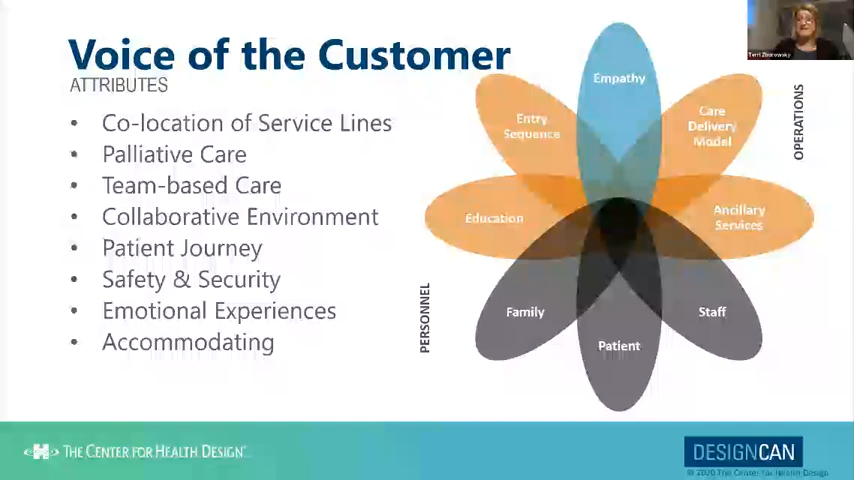 Voice of the Customer
ATTRIBUTES
• Co-location of Service Lines
• Palliative Care
• Team-based Care
• Collaborative Environment
• Patient Journey
• Safety & Security
• Emotional Experiences
• Accommodating
Empathy
Entry
Sequence
Care
Delivery
Model
Education
Ancillary
Services
Family
Staff
Patient
PERSONNEL
OPERATIONS
Terri Zborowsky
THE CENTER FOR HEALTH DESIGN
DESIGNCAN
© 2020 The Center for Health Design